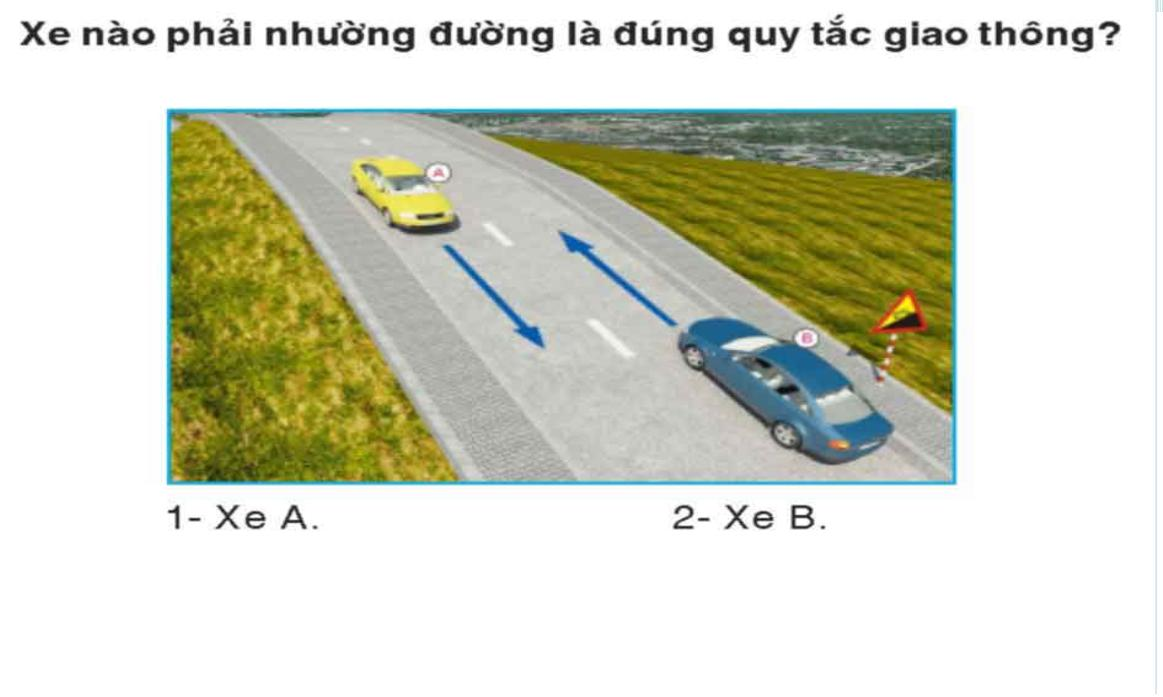 Xe nào phải nhường đường là đúng quy tắc giao thông?
A
B
1- Xe A.
2- Xe B.